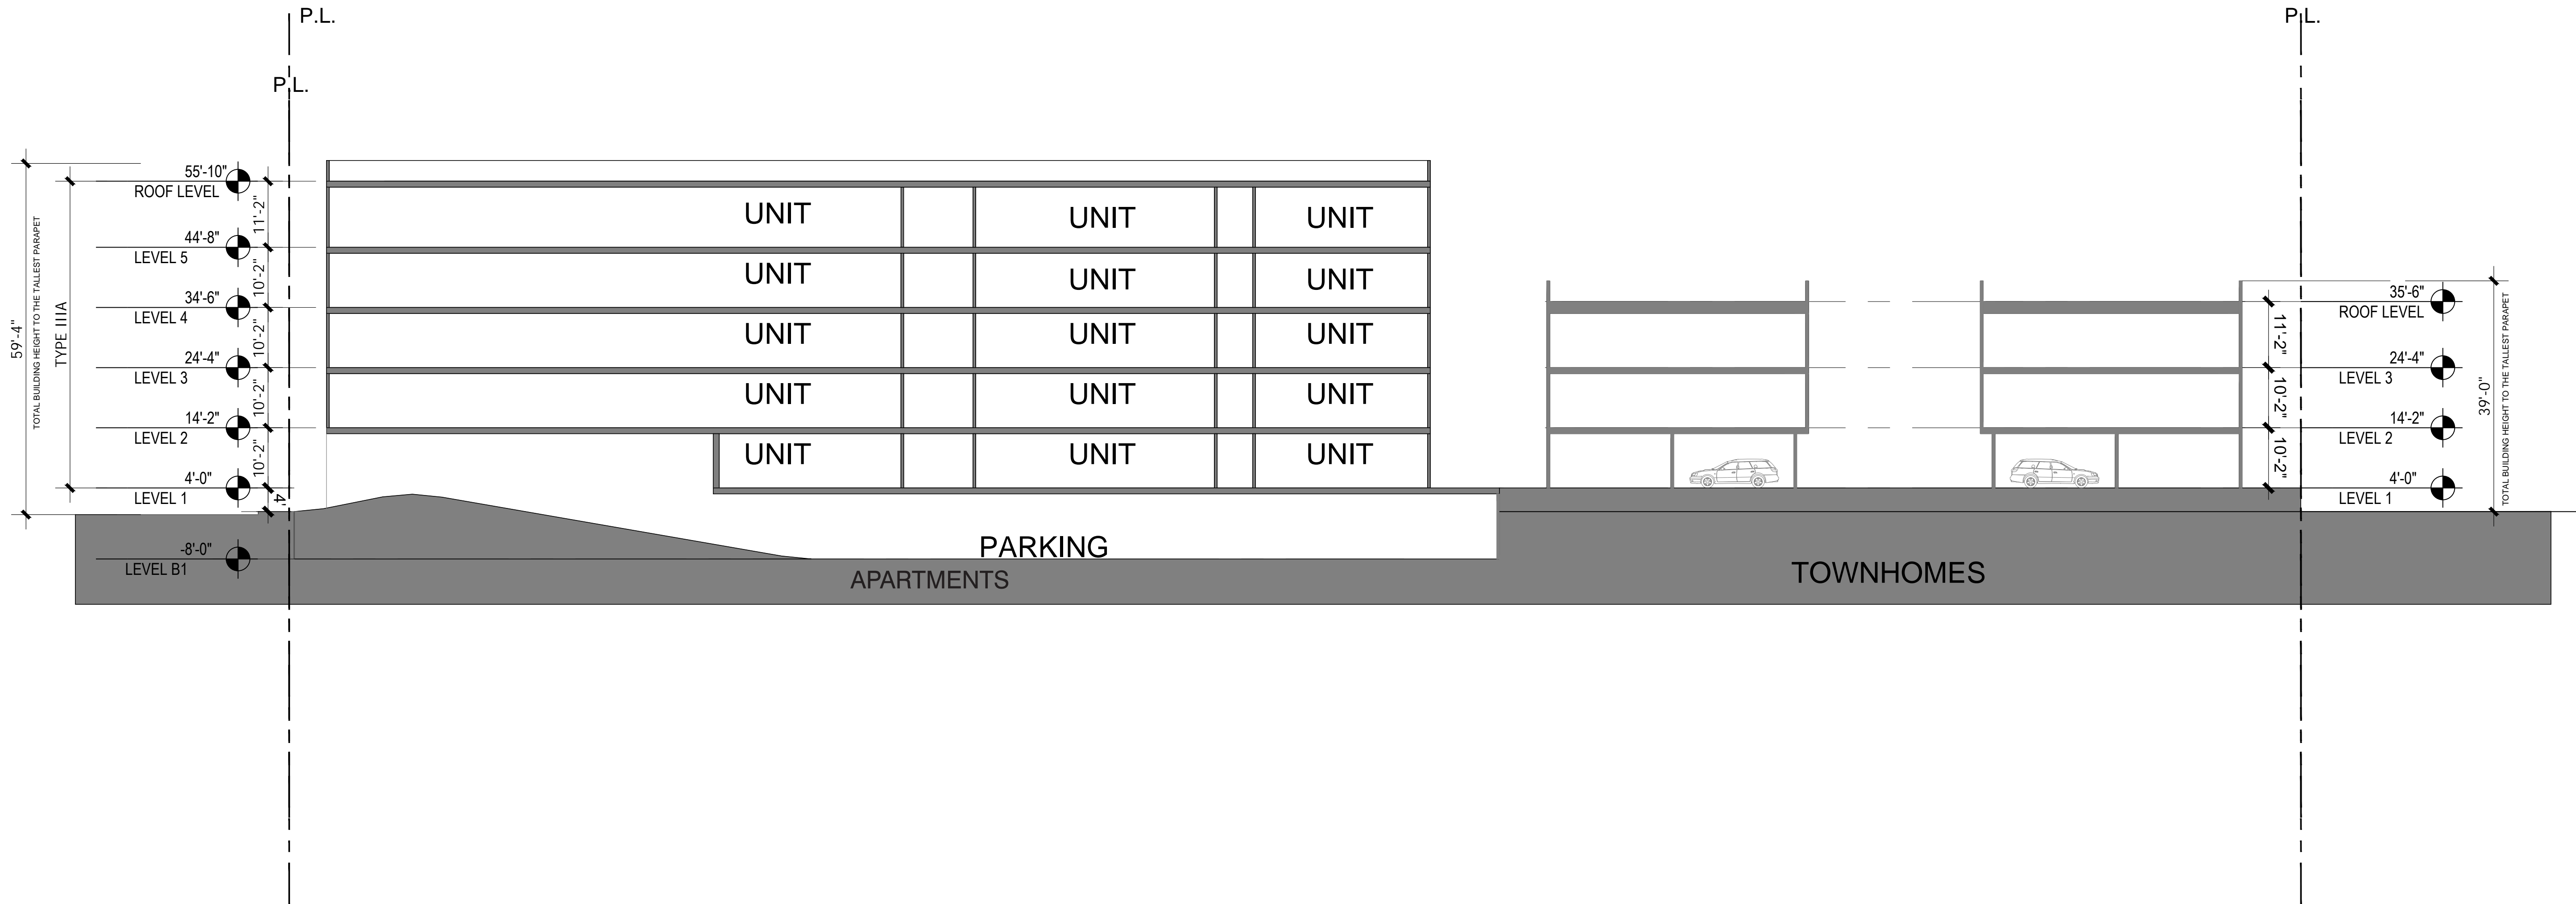 P.L.
P.L.
P.L.
59'-4"
TOTAL BUILDING HEIGHT TO THE TALLEST PARAPET
TYPE IIIA
55'-10"
ROOF LEVEL
11'-2"
44'-8"
LEVEL 5
10'-2"
34'-6"
LEVEL 4
10'-2"
24'-4"
LEVEL 3
10'-2"
14'-2"
LEVEL 2
10'-2"
4'-0"
LEVEL 1
4'
-8'-0"
LEVEL B1
UNIT UNIT UNIT
UNIT UNIT UNIT
UNIT UNIT UNIT
UNIT UNIT UNIT
UNIT UNIT UNIT
PARKING
APARTMENTS
TOWNHOMES
11'-2"
10'-2"
10'-2"
35'-6"
ROOF LEVEL
24'-4"
LEVEL 3
14'-2"
LEVEL 2
4'-0"
LEVEL 1
39'-0"
TOTAL BUILDING HEIGHT TO THE TALLEST PARAPET